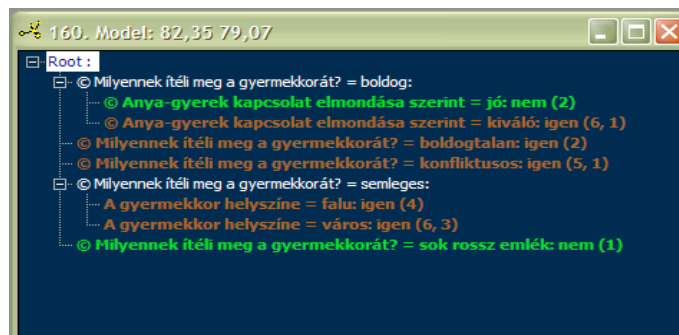 160. Model: 82,35 79,07
Root :
© Milyennek ítéli meg a gyermekkorát? = boldog:
© Anya-gyerek kapcsolat elmondása szerint = jó: nem (2)
© Anya-gyerek kapcsolat elmondása szerint = kiváló: igen (6, 1)
© Milyennek ítéli meg a gyermekkorát? = boldogtalan: igen (2)
© Milyennek ítéli meg a gyermekkorát? = konfliktusos: igen (5, 1)
© Milyennek ítéli meg a gyermekkorát? = semleges:
A gyermekkor helyszíne = falu: igen (4)
A gyermekkor helyszíne = város: igen (6, 3)
© Milyennek ítéli meg a gyermekkorát? = sok rossz emlék: nem (1)